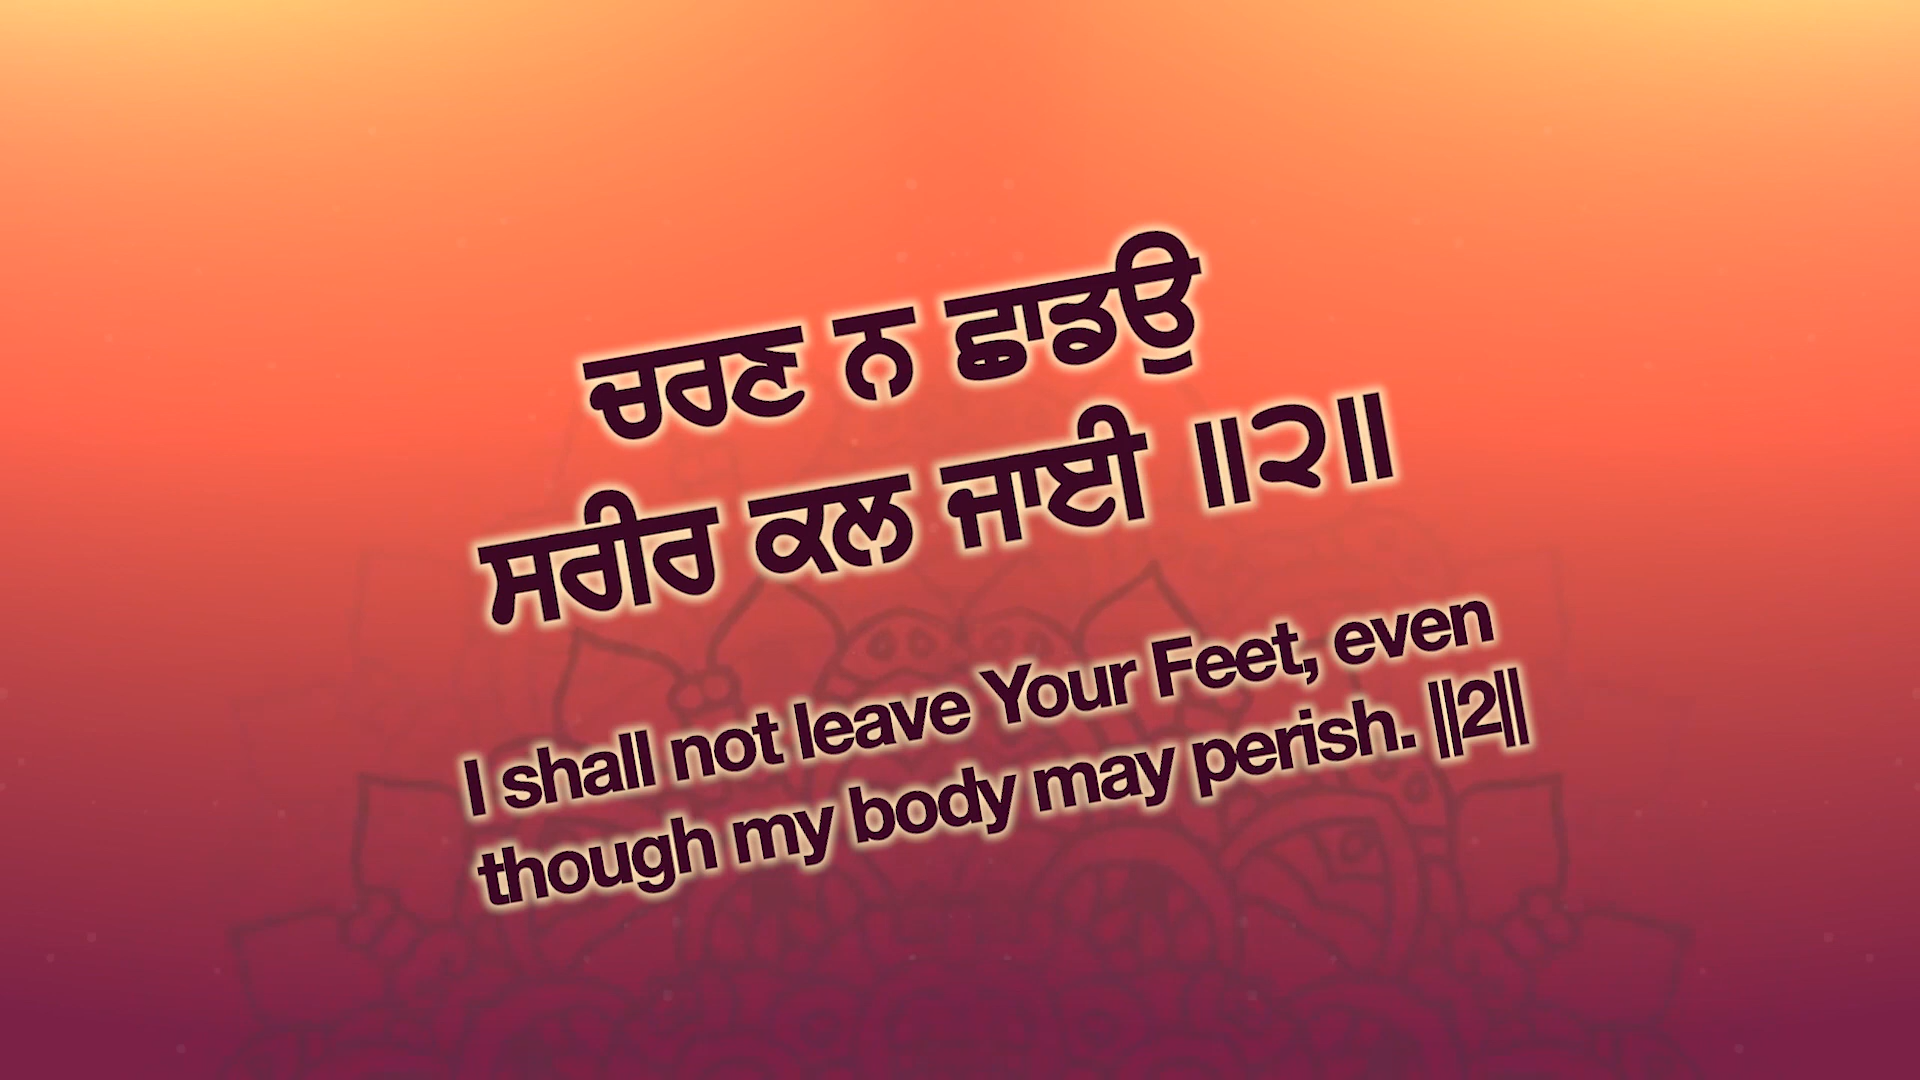 ਚਰਣ ਨ ਛਾਡਉ
ਸਰੀਰ ਕਲ ਜਾਈ ॥੨॥
I shall not leave Your Feet, even
though my body may perish. ||2||